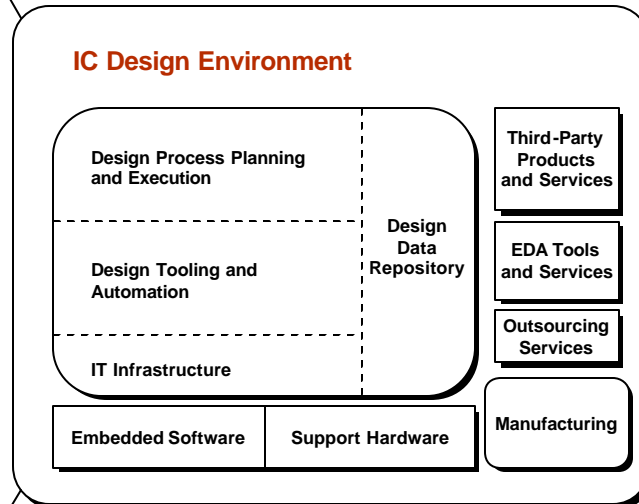 IC Design Environment
Design Process Planning
and Execution
Design Tooling and
Automation
IT Infrastructure
Design
Data
Repository
Third-Party
Products
and Services
EDA Tools
and Services
Outsourcing
Services
Manufacturing
Embedded Software
Support Hardware